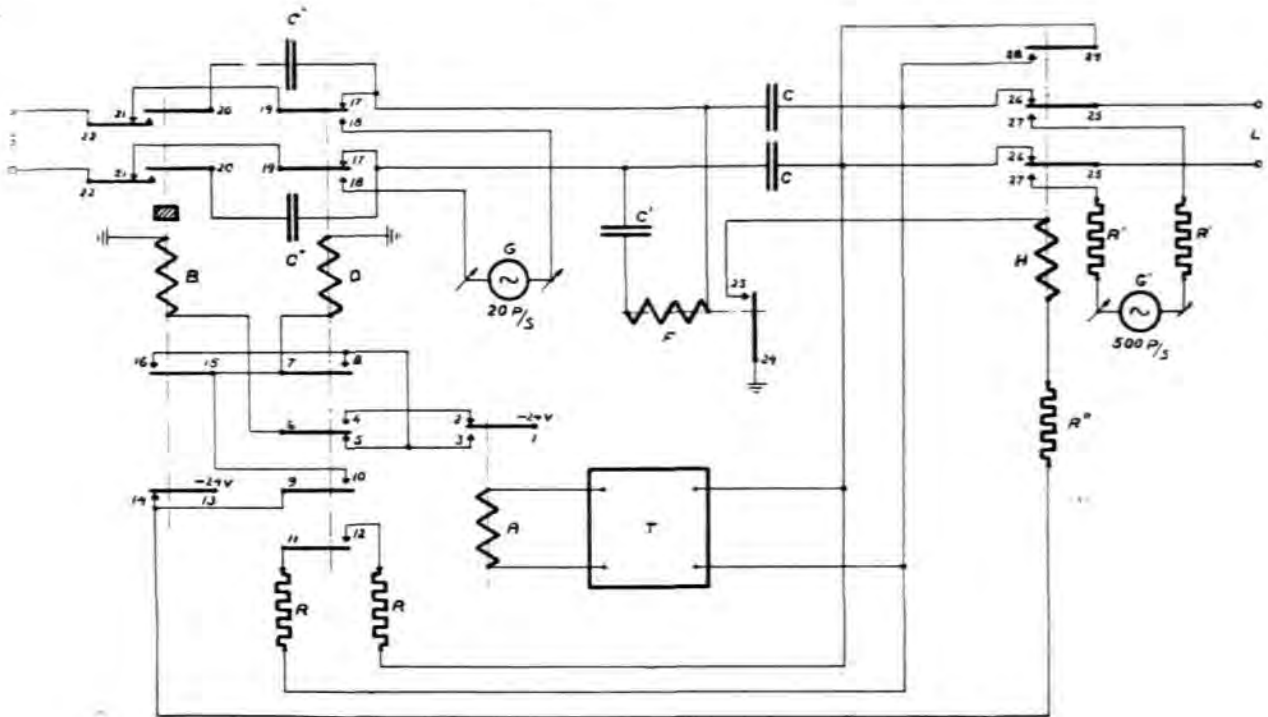 C"
28 29
21 20 19 17
18
22
26 25
27
C
L
21 20 19 17
18
22
C
26 25
27
C"
G
20 P/S
C'
B D
23
F
24
H
R' R'
G'
500 P/S
16 15 7 8
6 4
5
2
3
-24V
1
R"
-24V
14 13
9 10
11 12
A
T
R R